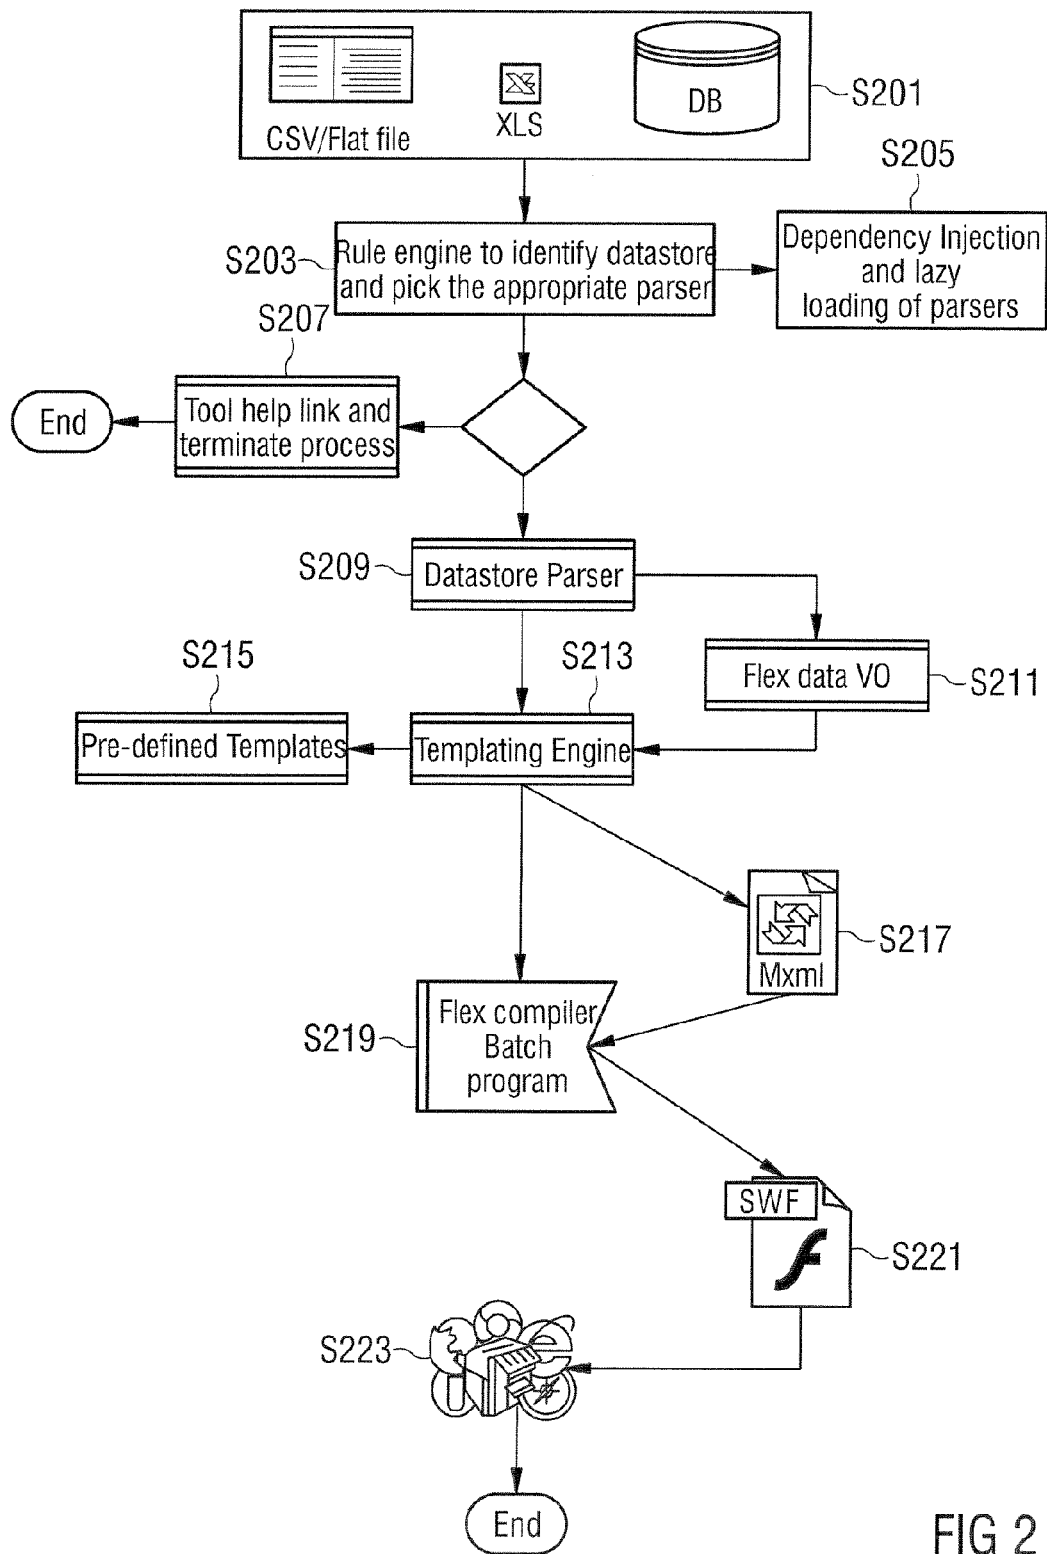 CSV/Flat file
XLS
DB
S201
S205
S203
Rule engine to identify datastore
and pick the appropriate parser
Dependency Injection
and lazy
loading of parsers
S207
Tool help link and
terminate process
End
S209
Datastore Parser
S211
Flex data VO
S215
S213
Pre-defined Templates
Templating Engine
Mxml
S217
S219
Flex compiler
Batch
program
SWF
S221
S223
End
FIG 2